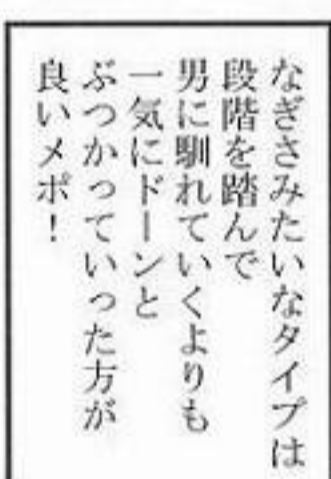 なぎさみたいなタイプは
段階を踏んで
男に馴れていくよりも
一気にドーンと
ぶつかっていった方が
良いメポ！